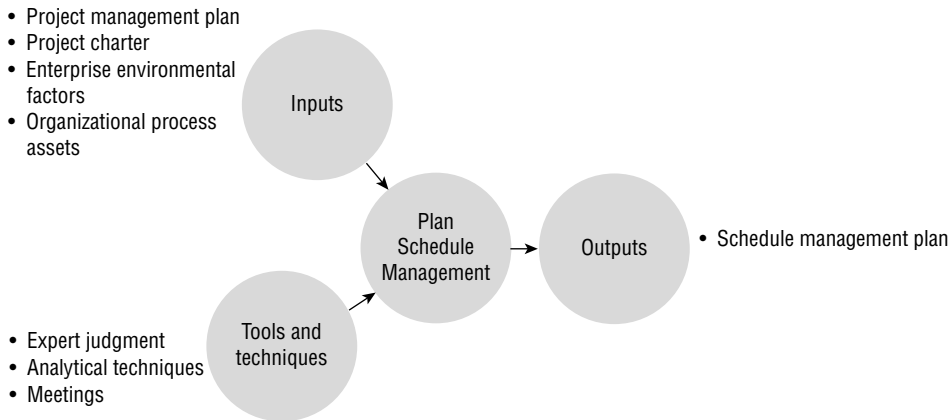 • Project management plan
• Project charter
• Enterprise environmental
factors
• Organizational process
assets
Inputs
Plan
Schedule
Management
Outputs
• Schedule management plan
Tools and
techniques
• Expert judgment
• Analytical techniques
• Meetings